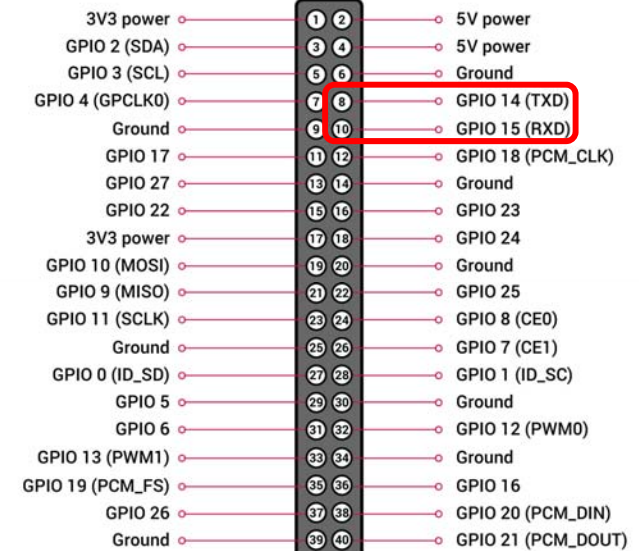 3V3 power 1 2 5V power
GPIO 2 (SDA) 3 4 5V power
GPIO 3 (SCL) 5 6 Ground
GPIO 4 (GPCLK0) 7 8 GPIO 14 (TXD)
Ground 9 10 GPIO 15 (RXD)
GPIO 17 11 12 GPIO 18 (PCM_CLK)
GPIO 27 13 14 Ground
GPIO 22 15 16 GPIO 23
3V3 power 17 18 GPIO 24
GPIO 10 (MOSI) 19 20 Ground
GPIO 9 (MISO) 21 22 GPIO 25
GPIO 11 (SCLK) 23 24 GPIO 8 (CE0)
Ground 25 26 GPIO 7 (CE1)
GPIO 0 (ID_SD) 27 28 GPIO 1 (ID_SC)
GPIO 5 29 30 Ground
GPIO 6 31 32 GPIO 12 (PWM0)
GPIO 13 (PWM1) 33 34 Ground
GPIO 19 (PCM_FS) 35 36 GPIO 16
GPIO 26 37 38 GPIO 20 (PCM_DIN)
Ground 39 40 GPIO 21 (PCM_DOUT)